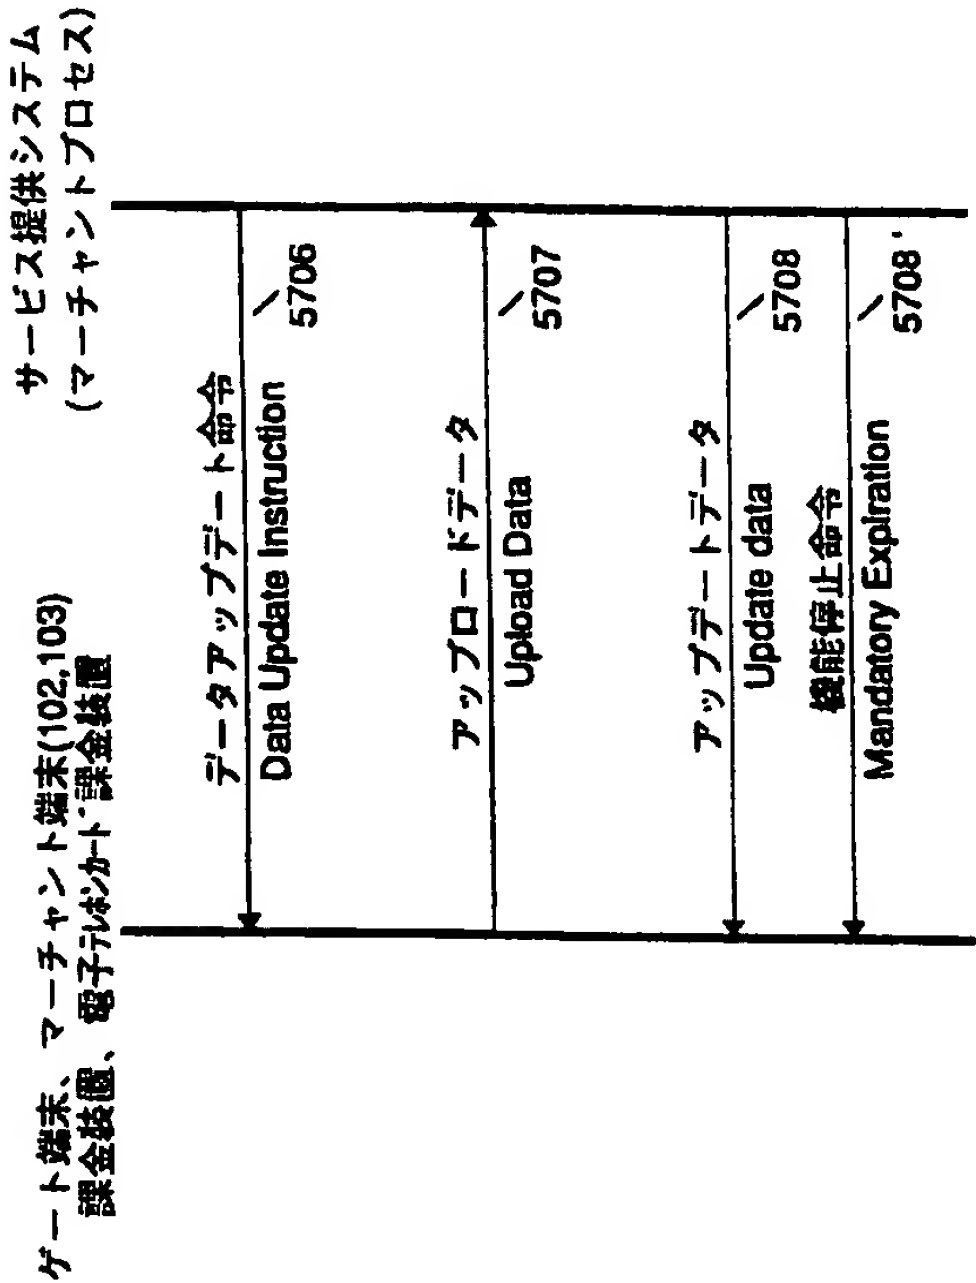 ゲート端末、マーチャント端末(102,103)
課金装置、電子テレホンカード課金装置
サービス提供システム
(マーチャントプロセス)
データアップデート命令
Data Update Instruction
5706
アップロードデータ
Upload Data
5707
アップデートデータ
Update data
5708
機能停止命令
Mandatory Expiration
5708'